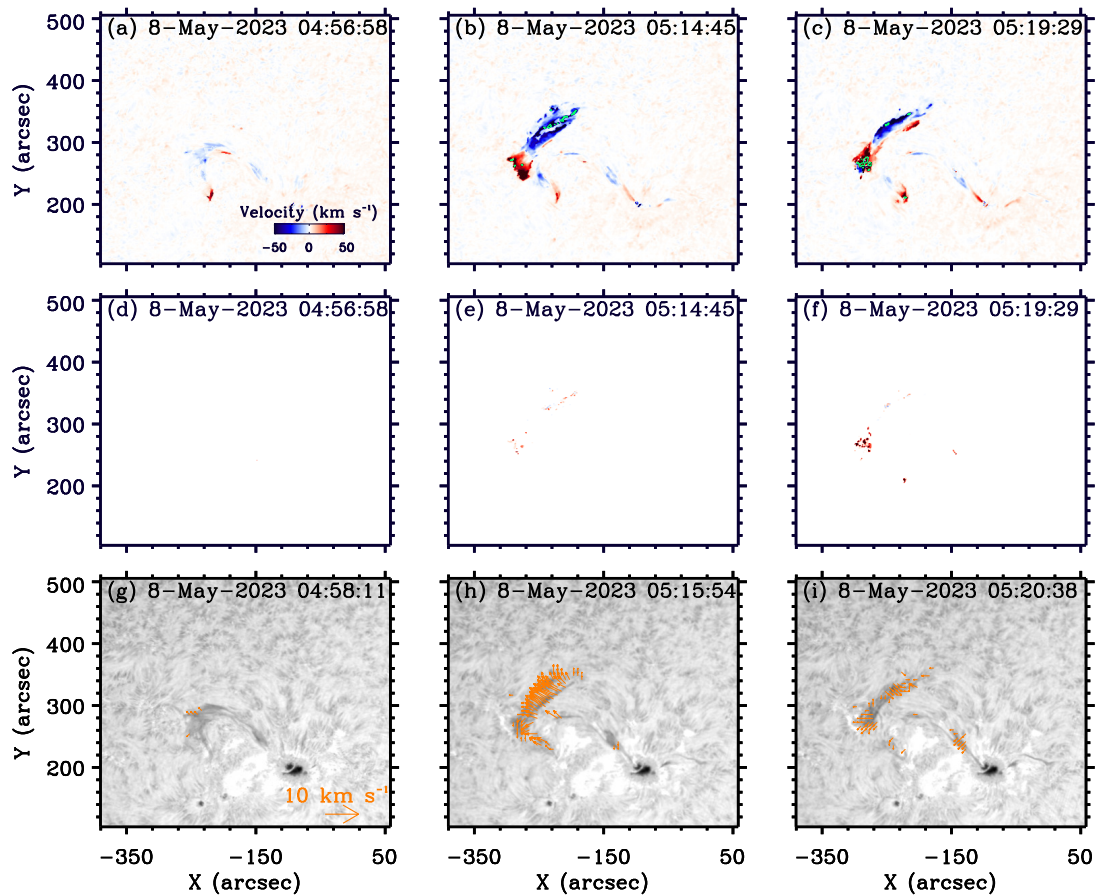 (a) 8-May-2023 04:56:58
(b) 8-May-2023 05:14:45
(c) 8-May-2023 05:19:29
500
400
300
200
Y (arcsec)
Velocity (km s⁻¹)
-50 0 50
(d) 8-May-2023 04:56:58
(e) 8-May-2023 05:14:45
(f) 8-May-2023 05:19:29
500
400
300
200
Y (arcsec)
(g) 8-May-2023 04:58:11
(h) 8-May-2023 05:15:54
(i) 8-May-2023 05:20:38
500
400
300
200
Y (arcsec)
10 km s⁻¹
-350 -150 50
-350 -150 50
-350 -150 50
X (arcsec)
X (arcsec)
X (arcsec)